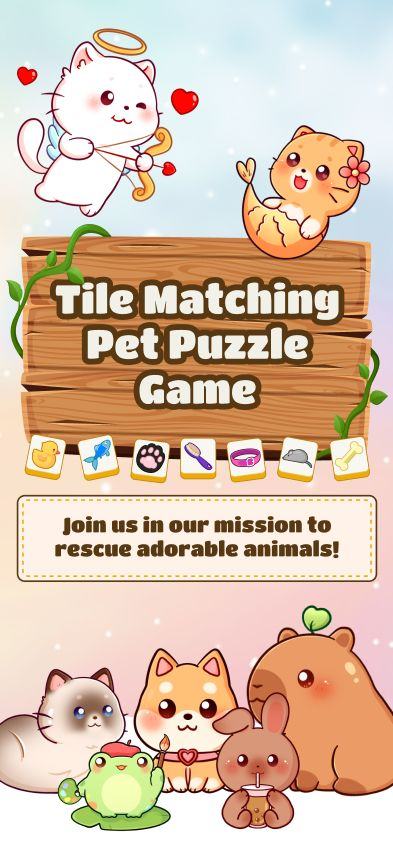 Tile Matching
Pet Puzzle
Game
Join us in our mission to
rescue adorable animals!